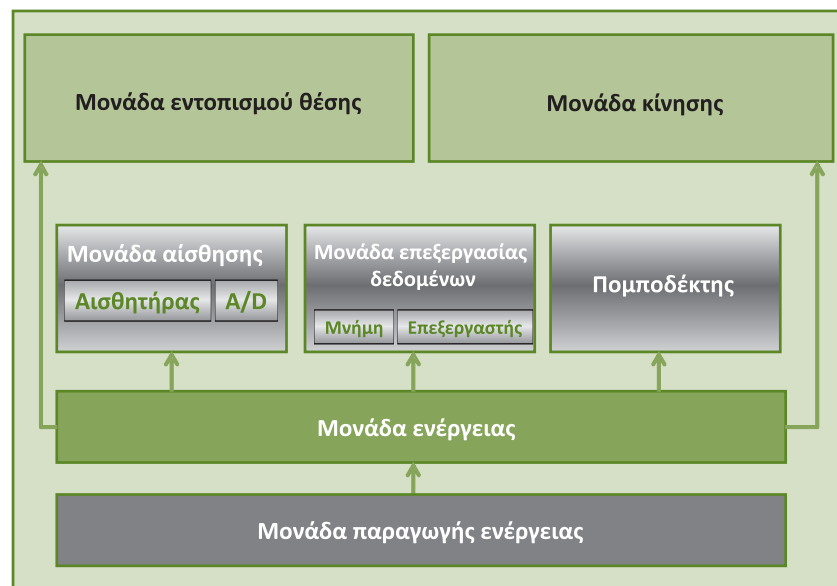 Μονάδα εντοπισμού θέσης
Μονάδα κίνησης
Μονάδα αίσθησης
Αισθητήρας
A/D
Μονάδα επεξεργασίας
δεδομένων
Μνήμη
Επεξεργαστής
Πομποδέκτης
Μονάδα ενέργειας
Μονάδα παραγωγής ενέργειας